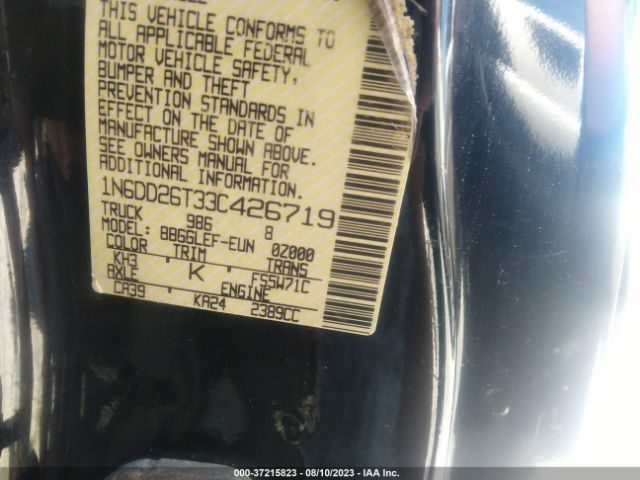 THIS VEHICLE CONFORMS TO
ALL APPLICABLE FEDERAL
MOTOR VEHICLE SAFETY,
BUMPER AND THEFT
PREVENTION STANDARDS IN
EFFECT ON THE DATE OF
MANUFACTURE SHOWN ABOVE.
SEE OWNERS MANUAL FOR
ADDITIONAL INFORMATION.
1N6DD26T33C426719
TRUCK 986 8
MODEL: BBGGLEF-EUN 0Z000
COLOR TRIM TRANS
KH3 K FS5W71C
AXLE ENGINE
CA39 KA24 2389CC
000-37215823 - 08/10/2023 - IAA Inc.